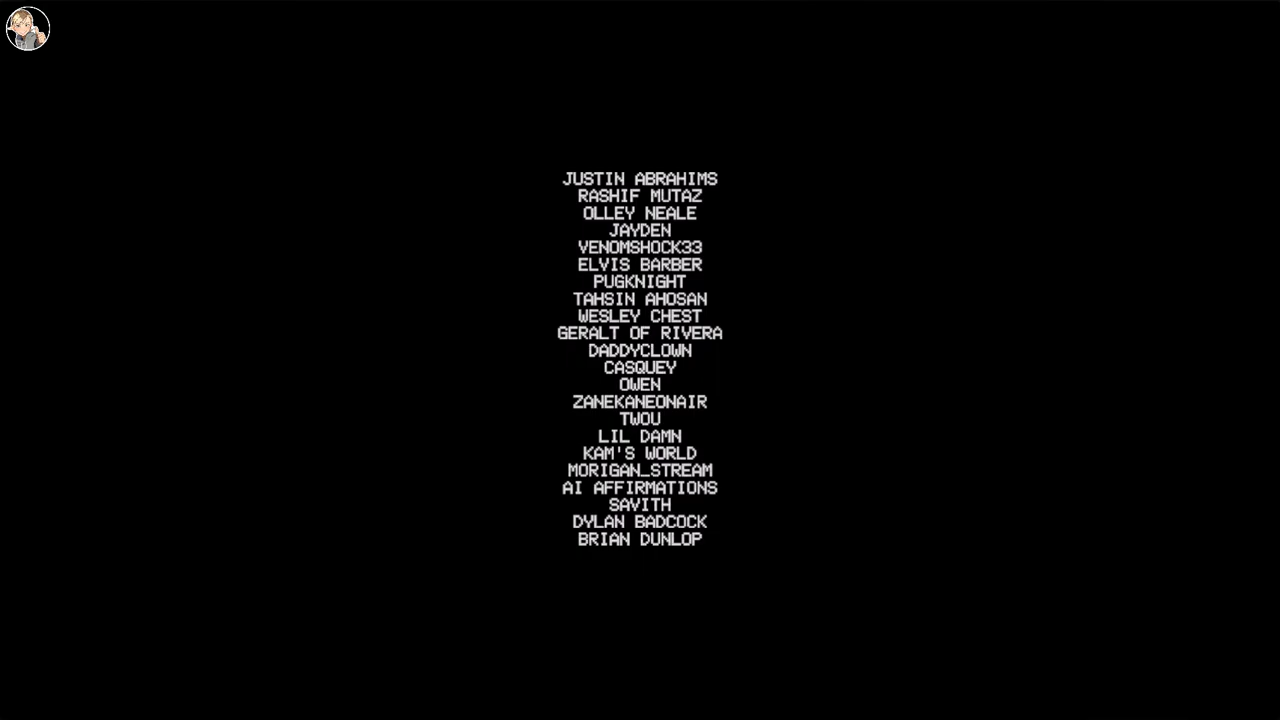 JUSTIN ABRAHIMS
RASHIF MUTAZ
OLLEY NEALE
JAYDEN
VENOMSHOCK33
ELVIS BARBER
PUGKNIGHT
TAHSIN AHOSAN
WESLEY CHEST
GERALT OF RIVERA
DADDYCLOWN
CASQUEY
OWEN
ZANEKANEONAIR
TWOU
LIL DAMN
KAM'S WORLD
MORIGAN_STREAM
AI AFFIRMATIONS
SAVITH
DYLAN BADCOCK
BRIAN DUNLOP